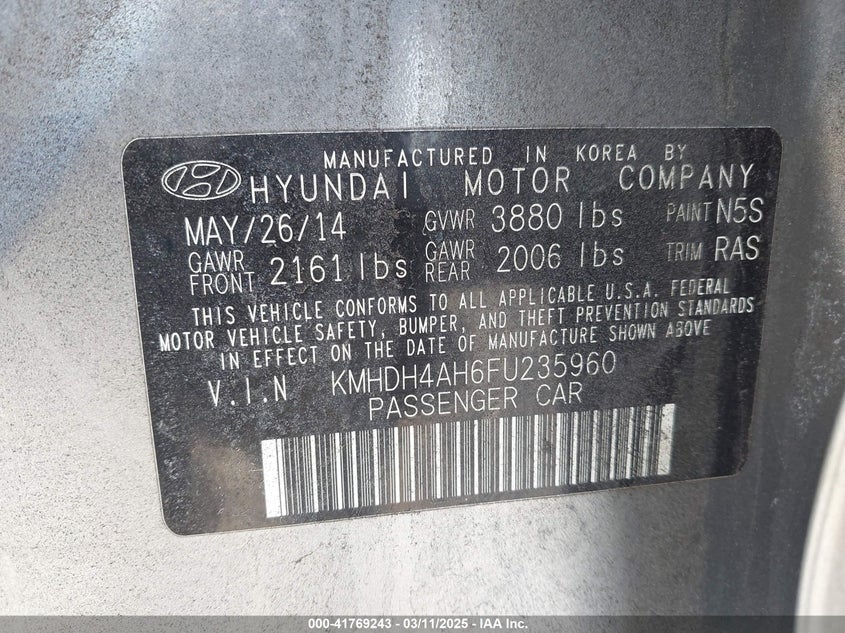 MANUFACTURED IN KOREA BY
HYUNDAI MOTOR COMPANY
MAY/26/14 GVWR 3880 lbs PAINT N5S
GAWR FRONT 2161 lbs GAWR REAR 2006 lbs TRIM RAS
THIS VEHICLE CONFORMS TO ALL APPLICABLE U.S.A. FEDERAL
MOTOR VEHICLE SAFETY, BUMPER, AND THEFT PREVENTION STANDARDS
IN EFFECT ON THE DATE OF MANUFACTURE SHOWN ABOVE
V.I.N KMHDH4AH6FU235960
PASSENGER CAR
000-41769243 - 03/11/2025 - IAA Inc.